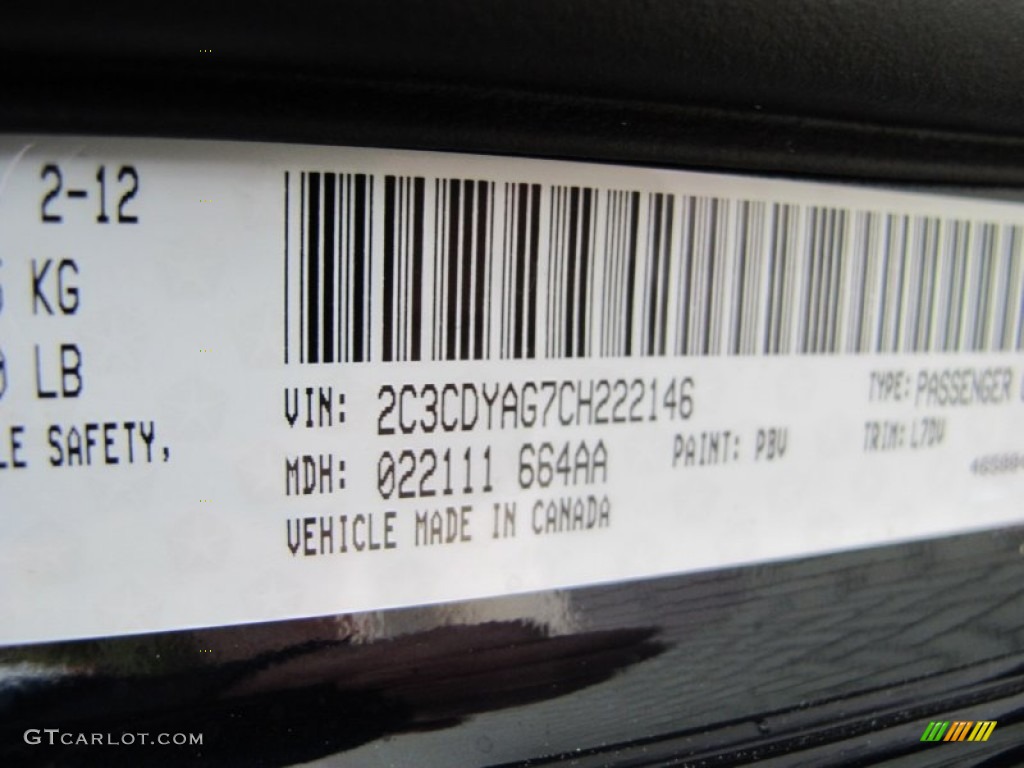 2-12
KG
LB
LE SAFETY,
VIN: 2C3CDYAG7CH222146
TYPE: PASSENGER
MDH: 022111 664AA
PAINT: PBV
TRIM: L7DV
VEHICLE MADE IN CANADA
GTCARLOT.COM